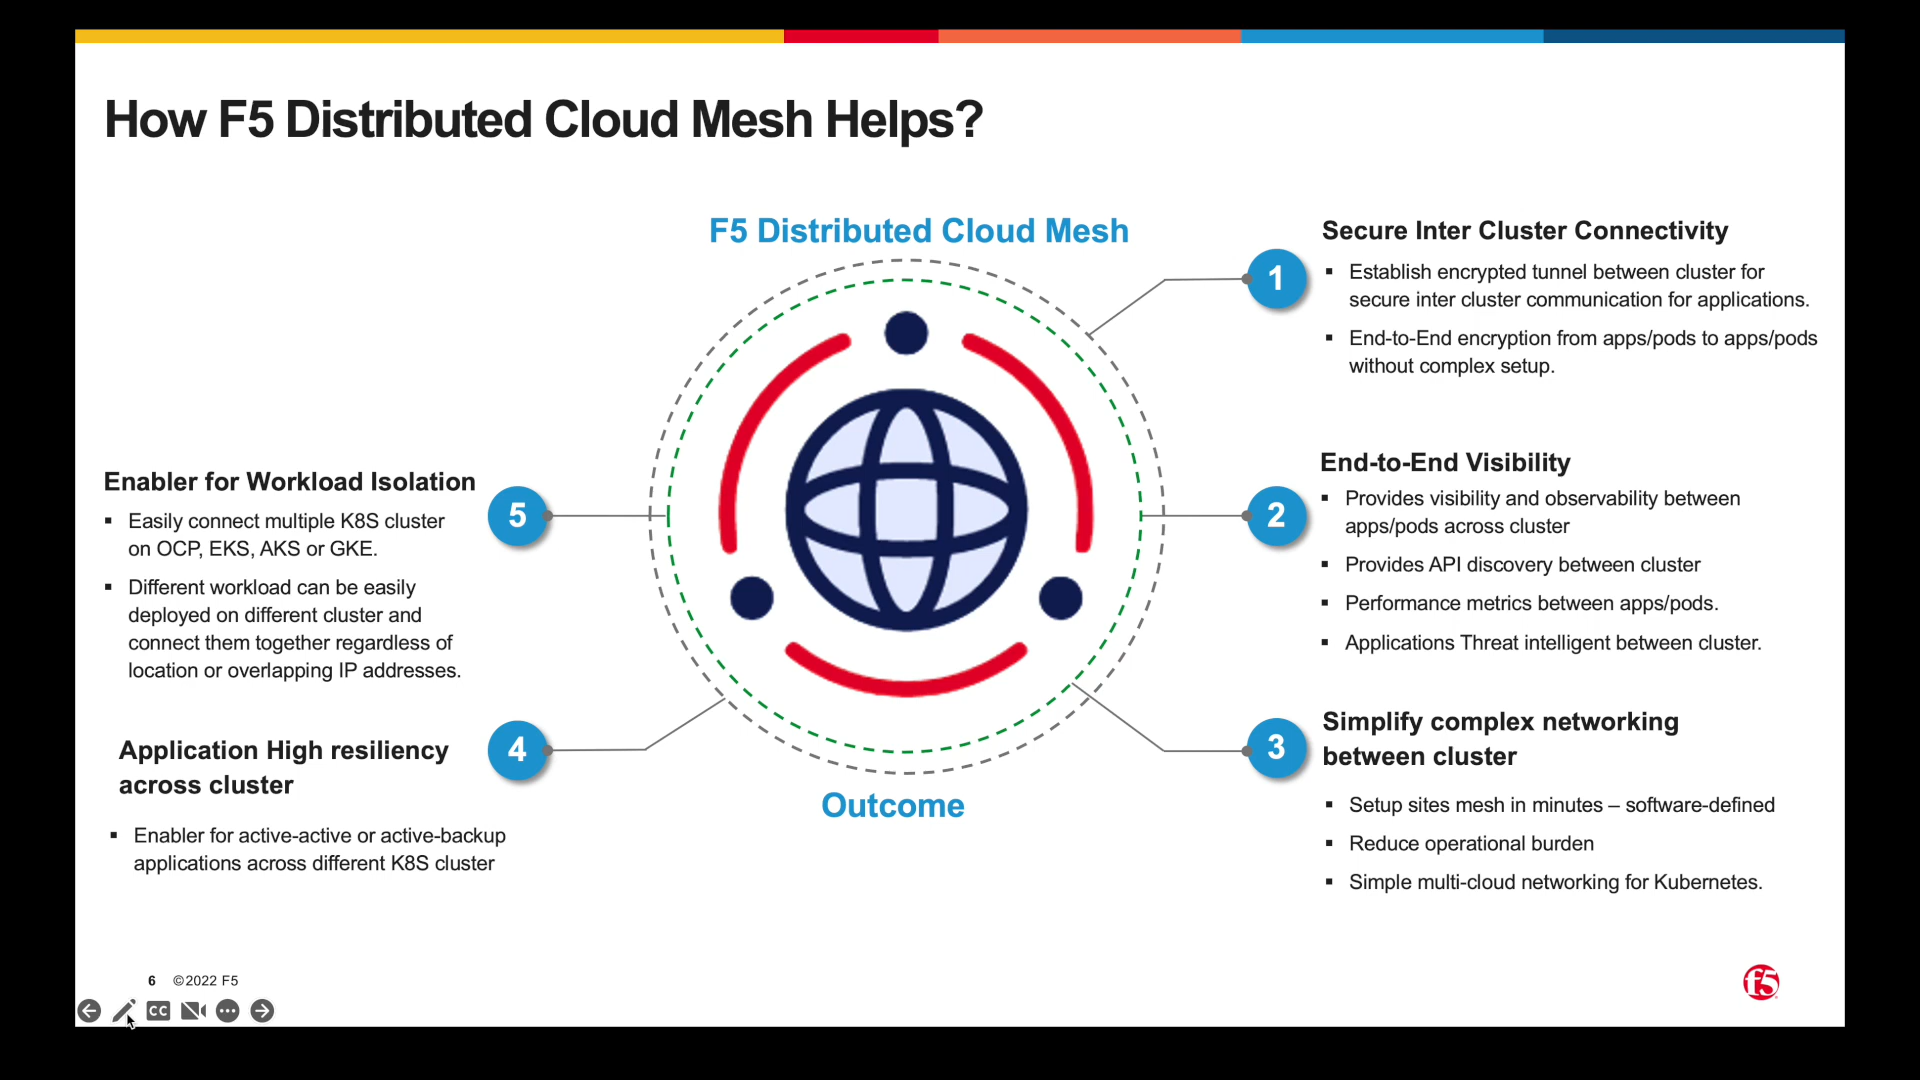 How F5 Distributed Cloud Mesh Helps?
F5 Distributed Cloud Mesh
1
Secure Inter Cluster Connectivity
▪ Establish encrypted tunnel between cluster for
secure inter cluster communication for applications.
▪ End-to-End encryption from apps/pods to apps/pods
without complex setup.
2
End-to-End Visibility
▪ Provides visibility and observability between
apps/pods across cluster
▪ Provides API discovery between cluster
▪ Performance metrics between apps/pods.
▪ Applications Threat intelligent between cluster.
3
Simplify complex networking
between cluster
▪ Setup sites mesh in minutes – software-defined
▪ Reduce operational burden
▪ Simple multi-cloud networking for Kubernetes.
Enabler for Workload Isolation
5
▪ Easily connect multiple K8S cluster
on OCP, EKS, AKS or GKE.
▪ Different workload can be easily
deployed on different cluster and
connect them together regardless of
location or overlapping IP addresses.
Application High resiliency
across cluster
4
▪ Enabler for active-active or active-backup
applications across different K8S cluster
Outcome
6 ©2022 F5
CC
f5